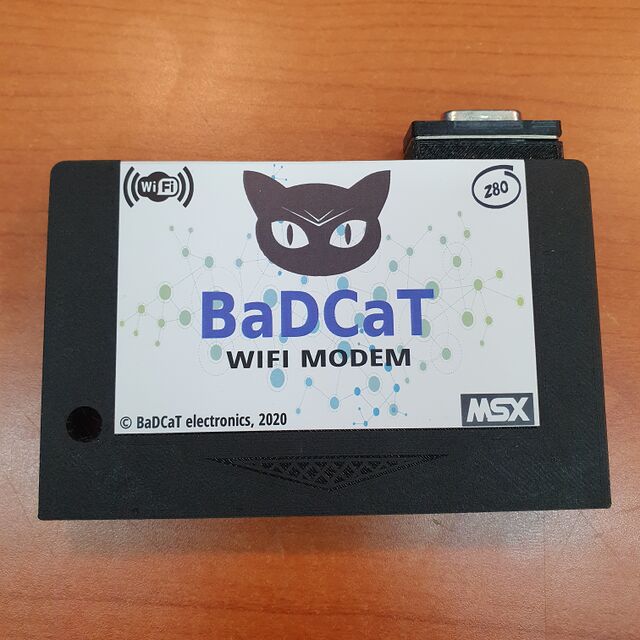 WiFi
Z80
BaDCaT
WIFI MODEM
© BaDCaT electronics, 2020
MSX